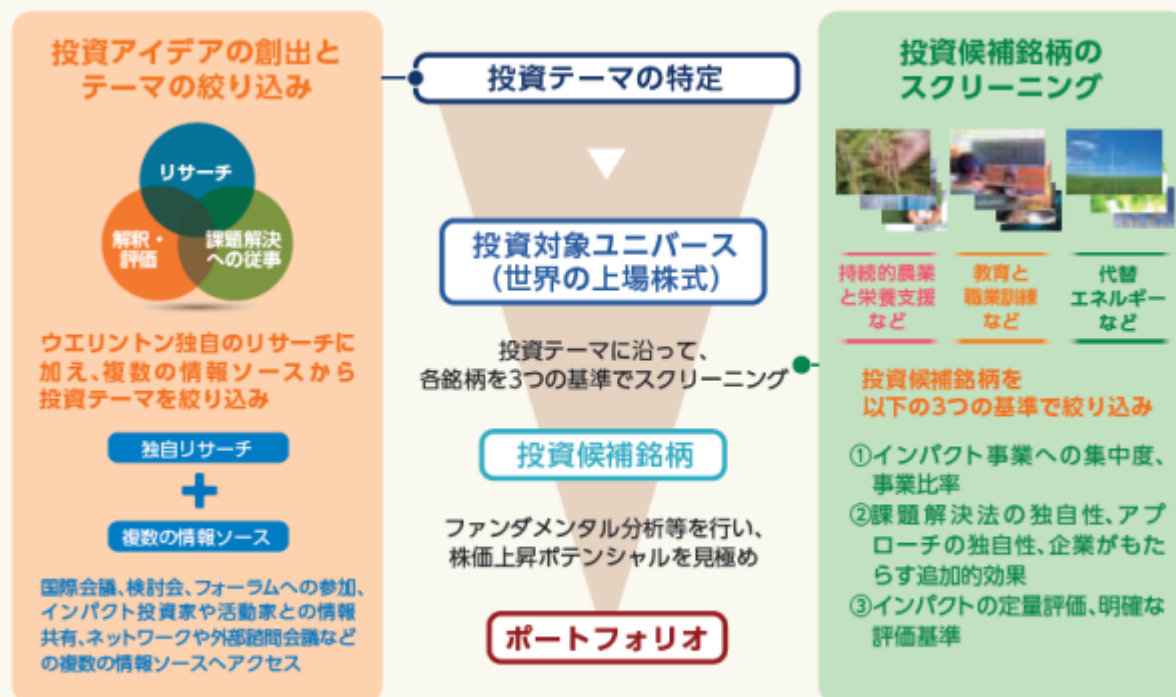 投資アイデアの創出と
テーマの絞り込み
リサーチ
解釈・
評価
課題解決
への従事
ウエリントン独自のリサーチに
加え、複数の情報ソースから
投資テーマを絞り込み
独自リサーチ
+
複数の情報ソース
国際会議、検討会、フォーラムへの参加、
インパクト投資家や活動家との情報
共有、ネットワークや外部諮問会議など
の複数の情報ソースへアクセス
投資テーマの特定
投資対象ユニバース
(世界の上場株式)
投資テーマに沿って、
各銘柄を3つの基準でスクリーニング
投資候補銘柄
ファンダメンタル分析等を行い、
株価上昇ポテンシャルを見極め
ポートフォリオ
投資候補銘柄の
スクリーニング
持続的農業
と栄養支援
など
教育と
職業訓練
など
代替
エネルギー
など
投資候補銘柄を
以下の3つの基準で絞り込み
①インパクト事業への集中度、
事業比率
②課題解決法の独自性、アプ
ローチの独自性、企業がもた
らす追加的効果
③インパクトの定量評価、明確な
評価基準